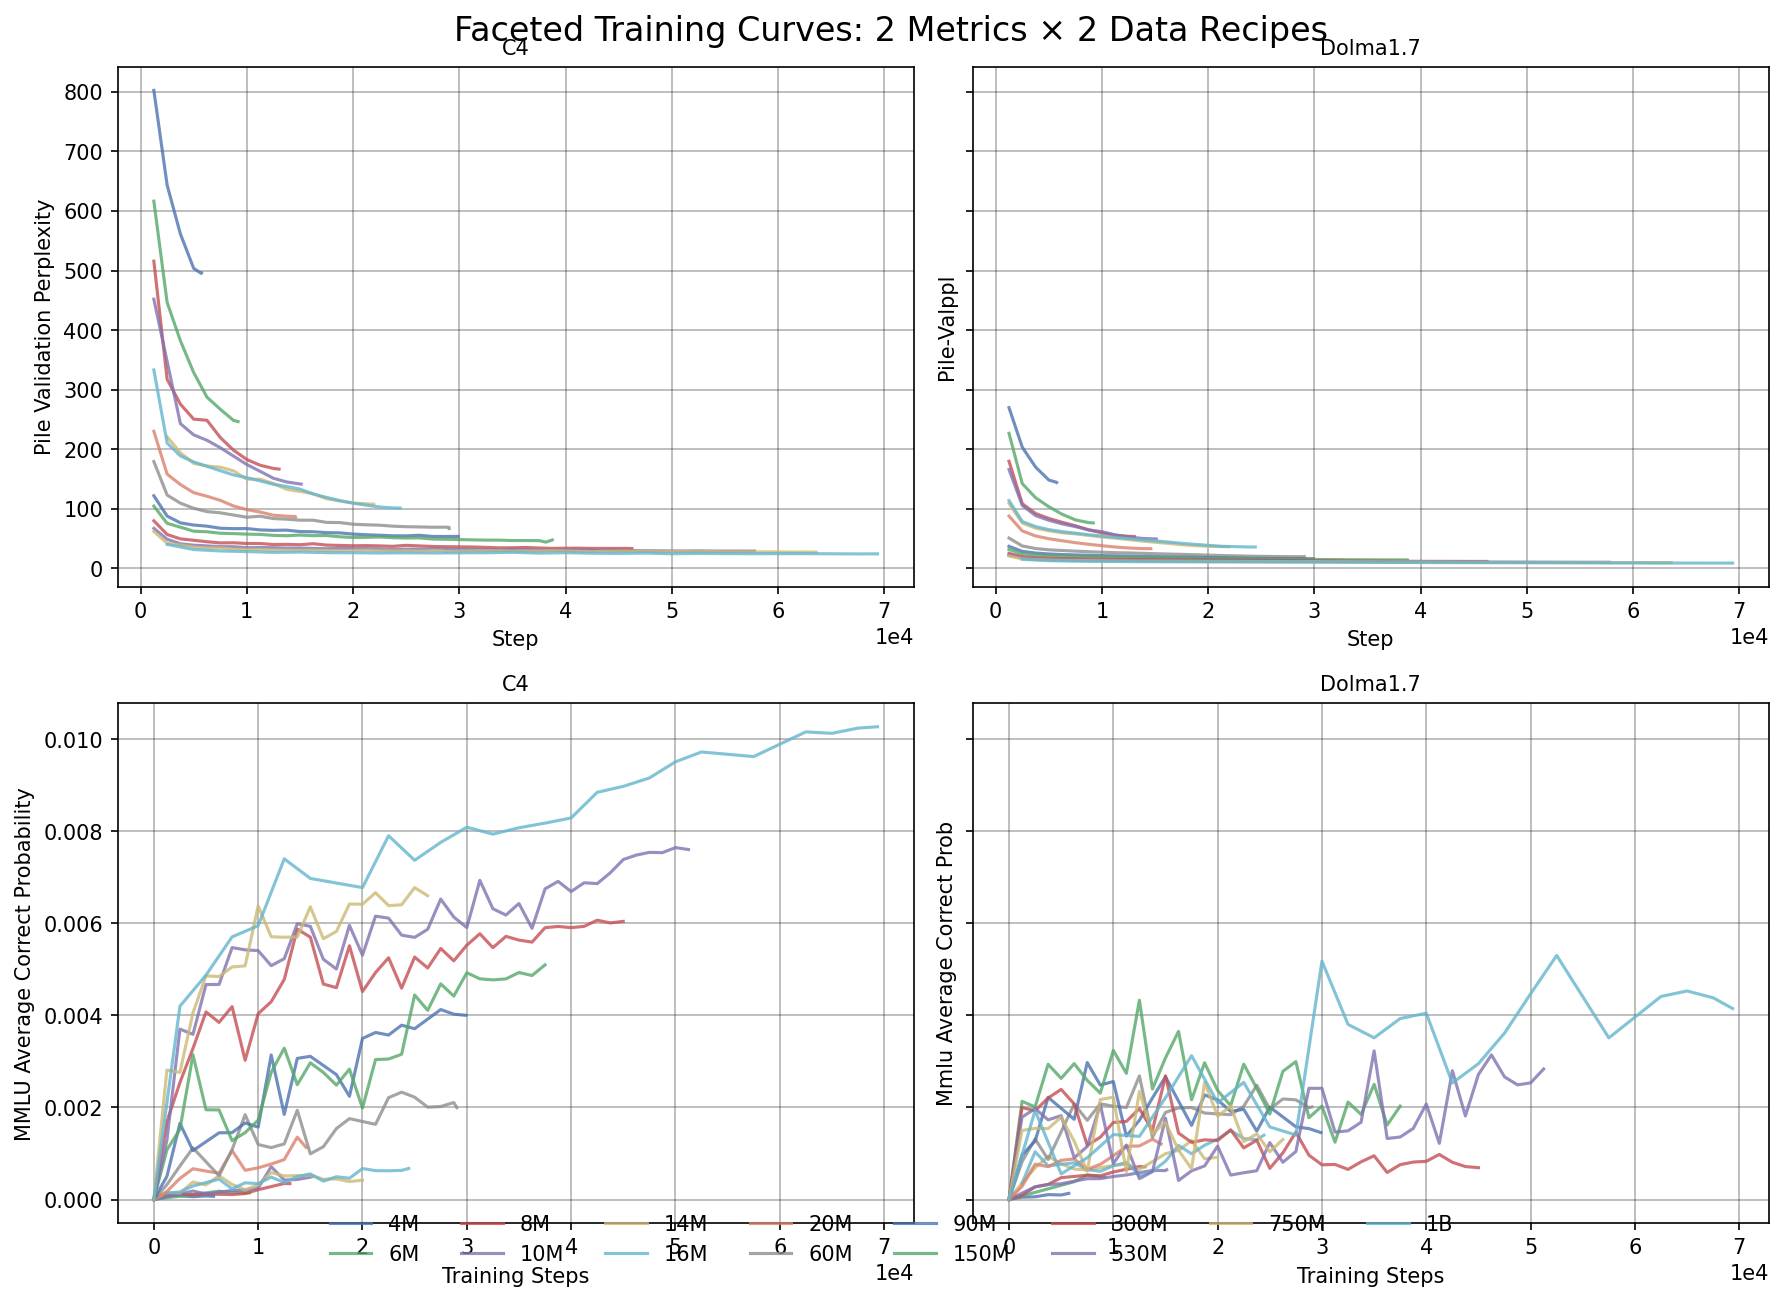 Faceted Training Curves: 2 Metrics × 2 Data Recipes
C4
Dolma1.7
800
700
600
500
400
300
200
100
0
Pile Validation Perplexity
Pile-Valppl
0 1 2 3 4 5 6 7
1e4
Step
0 1 2 3 4 5 6 7
1e4
Step
C4
Dolma1.7
0.010
0.008
0.006
0.004
0.002
0.000
MMLU Average Correct Probability
Mmlu Average Correct Prob
4M 8M 14M 20M 90M 300M 750M 1B
6M 10M 16M 60M 150M 530M
0 1 2 3 4 5 6 7
1e4
Training Steps
0 1 2 3 4 5 6 7
1e4
Training Steps